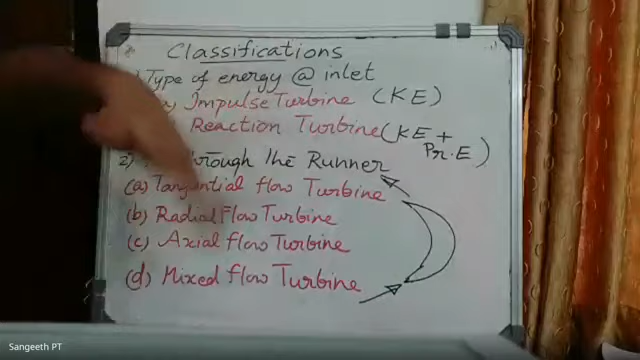 Classifications
Type of energy @ inlet
Impulse Turbine (KE)
Reaction Turbine (KE +
Pr.E)
2) through the Runner
(a) Tangential flow Turbine
(b) Radial Flow Turbine
(c) Axial flow Turbine
(d) Mixed flow Turbine
Sangeeth PT